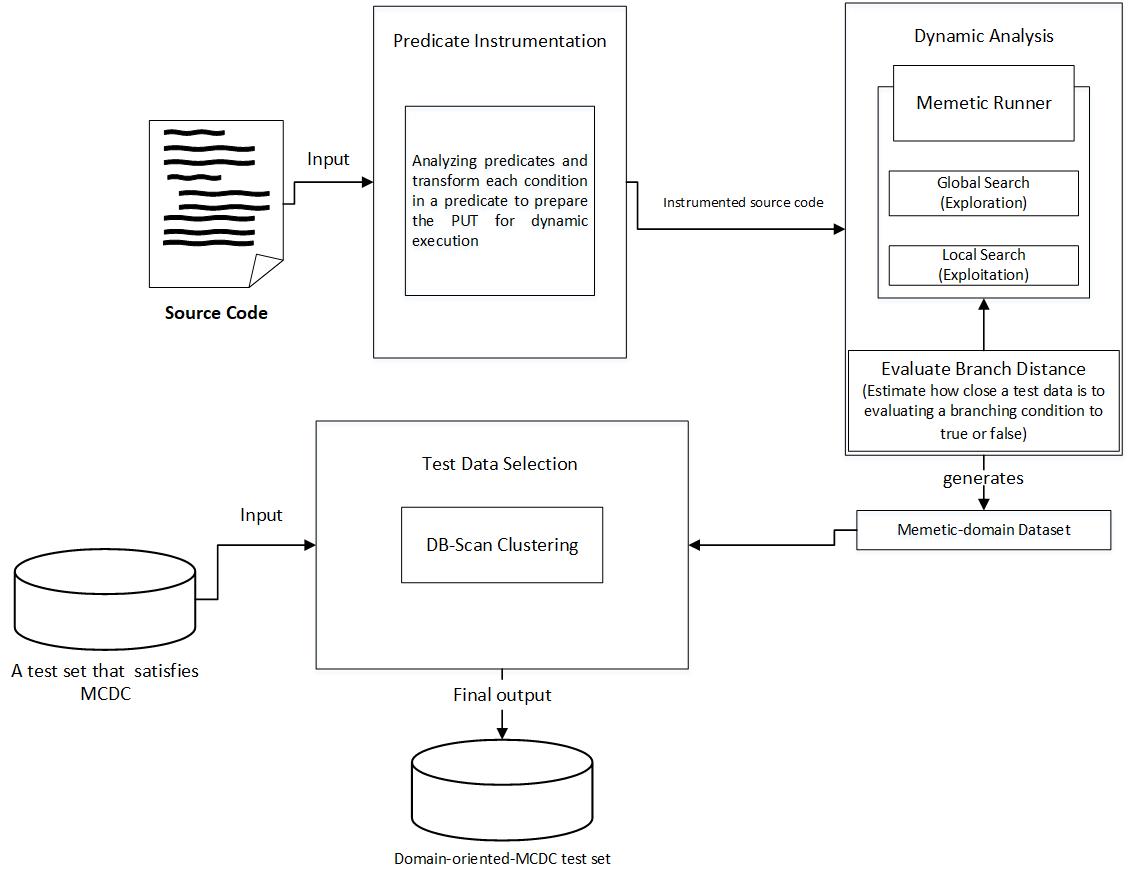 Predicate Instrumentation
Dynamic Analysis
Memetic Runner
Input
Analyzing predicates and
transform each condition
in a predicate to prepare
the PUT for dynamic
execution
Global Search
(Exploration)
Instrumented source code
Local Search
(Exploitation)
Source Code
Evaluate Branch Distance
(Estimate how close a test data is to
evaluating a branching condition to
true or false)
Test Data Selection
generates
Input
Memetic-domain Dataset
DB-Scan Clustering
A test set that satisfies
MCDC
Final output
Domain-oriented-MCDC test set